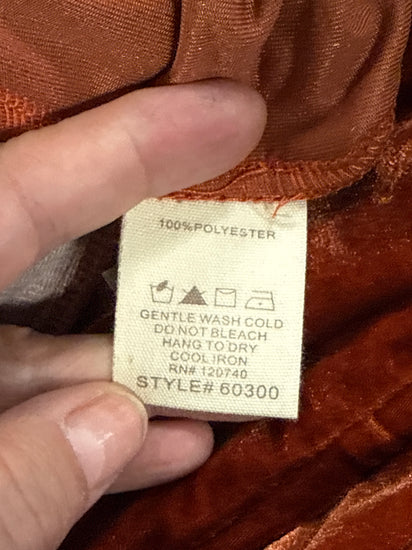 100%POLYESTER
GENTLE WASH COLD
DO NOT BLEACH
HANG TO DRY
COOL IRON
RN# 120740
STYLE# 60300